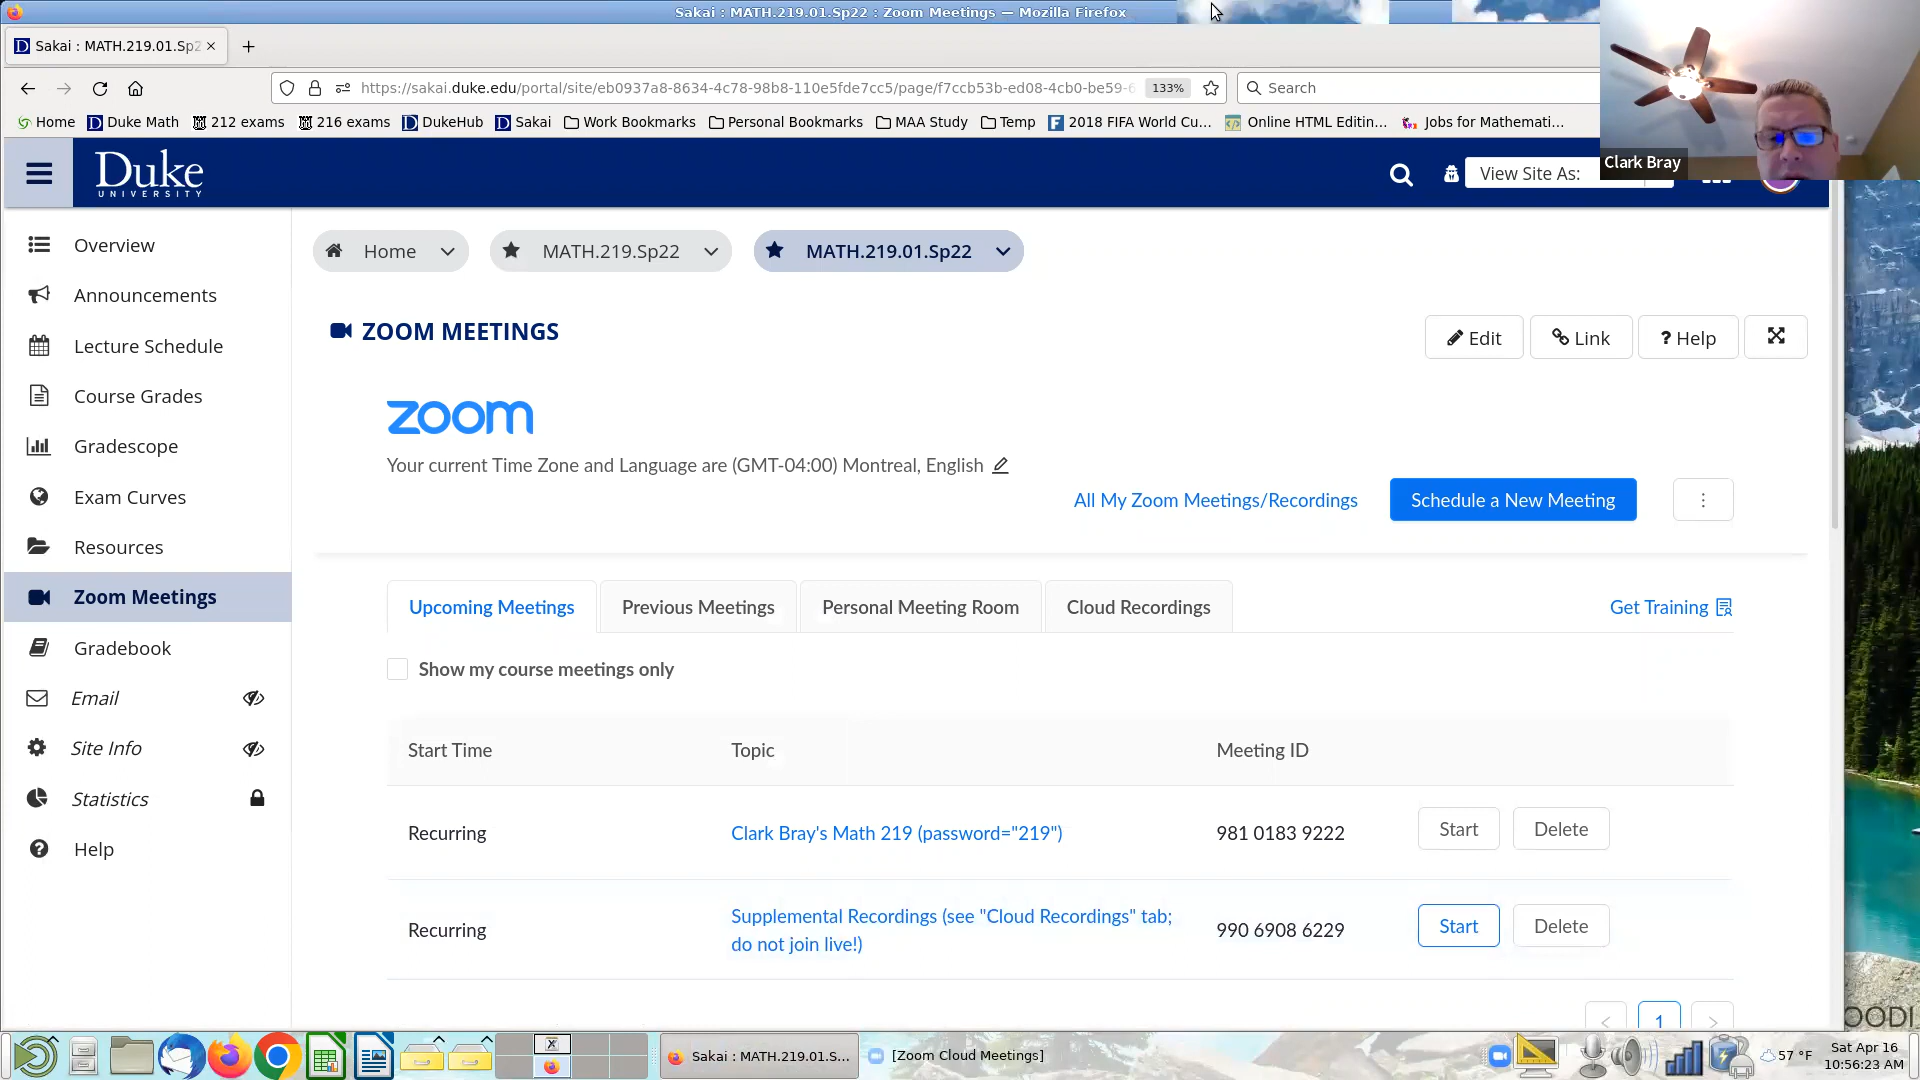 Sakai : MATH.219.01.Sp22 : Zoom Meetings — Mozilla Firefox
Sakai : MATH.219.01.Sp2
https://sakai.duke.edu/portal/site/eb0937a8-8634-4c78-98b8-110e5fde7cc5/page/f7ccb53b-ed08-4cb0-be59-6
133%
Search
Home
Duke Math
212 exams
216 exams
DukeHub
Sakai
Work Bookmarks
Personal Bookmarks
MAA Study
Temp
2018 FIFA World Cu...
Online HTML Editin...
Jobs for Mathemati...
Clark Bray
Duke
UNIVERSITY
View Site As:
Overview
Announcements
Lecture Schedule
Course Grades
Gradescope
Exam Curves
Resources
Zoom Meetings
Gradebook
Email
Site Info
Statistics
Help
Home
MATH.219.Sp22
MATH.219.01.Sp22
ZOOM MEETINGS
Edit
Link
? Help
zoom
Your current Time Zone and Language are (GMT-04:00) Montreal, English
All My Zoom Meetings/Recordings
Schedule a New Meeting
Upcoming Meetings
Previous Meetings
Personal Meeting Room
Cloud Recordings
Get Training
Show my course meetings only
Start Time
Topic
Meeting ID
Recurring
Clark Bray's Math 219 (password="219")
981 0183 9222
Start
Delete
Recurring
Supplemental Recordings (see "Cloud Recordings" tab;
do not join live!)
990 6908 6229
Start
Delete
< 1 >
OODI
Sakai : MATH.219.01.S...
[Zoom Cloud Meetings]
57 °F
Sat Apr 16
10:56:23 AM